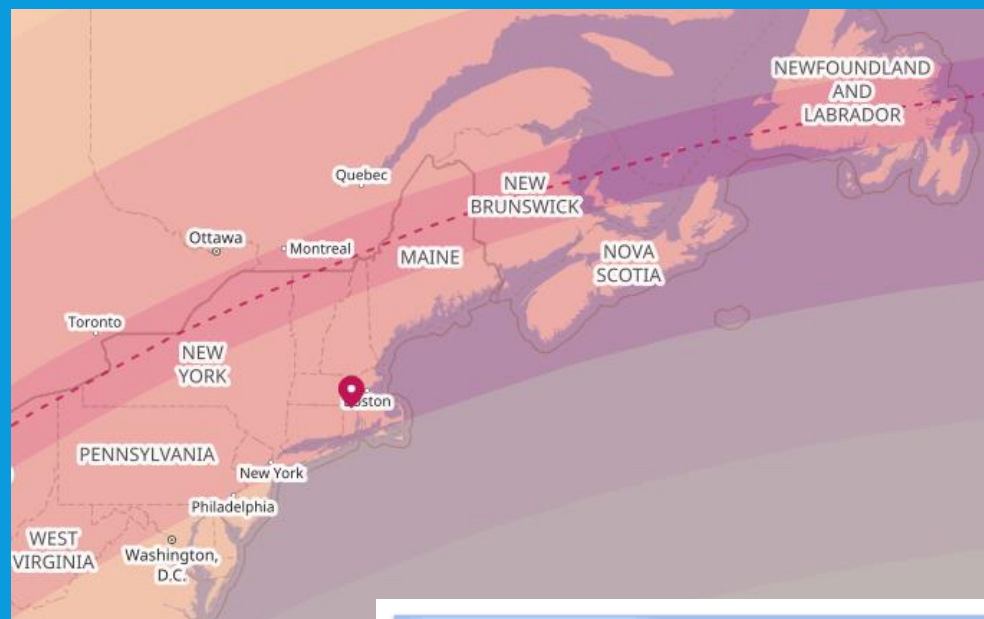 NEWFOUNDLAND
AND
LABRADOR
Quebec
NEW
BRUNSWICK
Ottawa
Montreal
MAINE
NOVA
SCOTIA
Toronto
NEW
YORK
Boston
PENNSYLVANIA
New York
Philadelphia
WEST
VIRGINIA
Washington,
D.C.